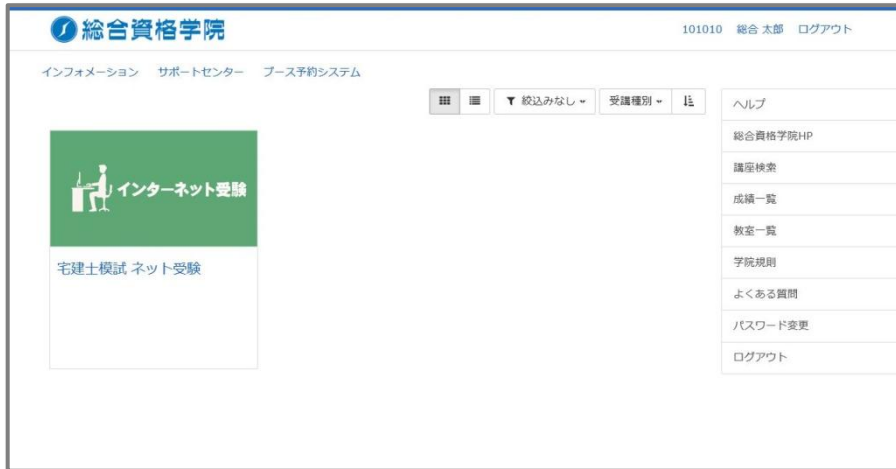 総合資格学院
101010 総合 太郎 ログアウト
インフォメーション サポートセンター ブース予約システム
絞込みなし 受講種別
インターネット受験
宅建士模試 ネット受験
ヘルプ
総合資格学院HP
講座検索
成績一覧
教室一覧
学院規則
よくある質問
パスワード変更
ログアウト